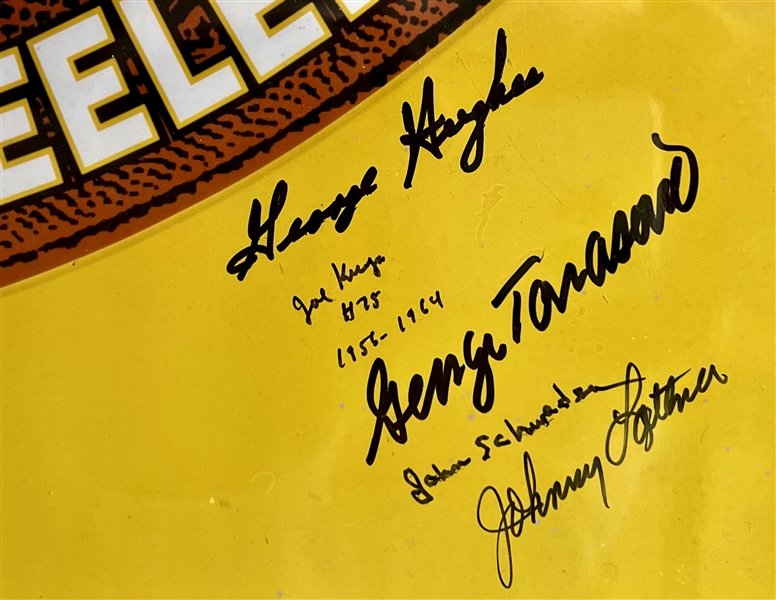 EELE
George Hughes
Joe Krupa
#75
1956-1964
George Tarasovic
John Schweder
Johnny Lattner